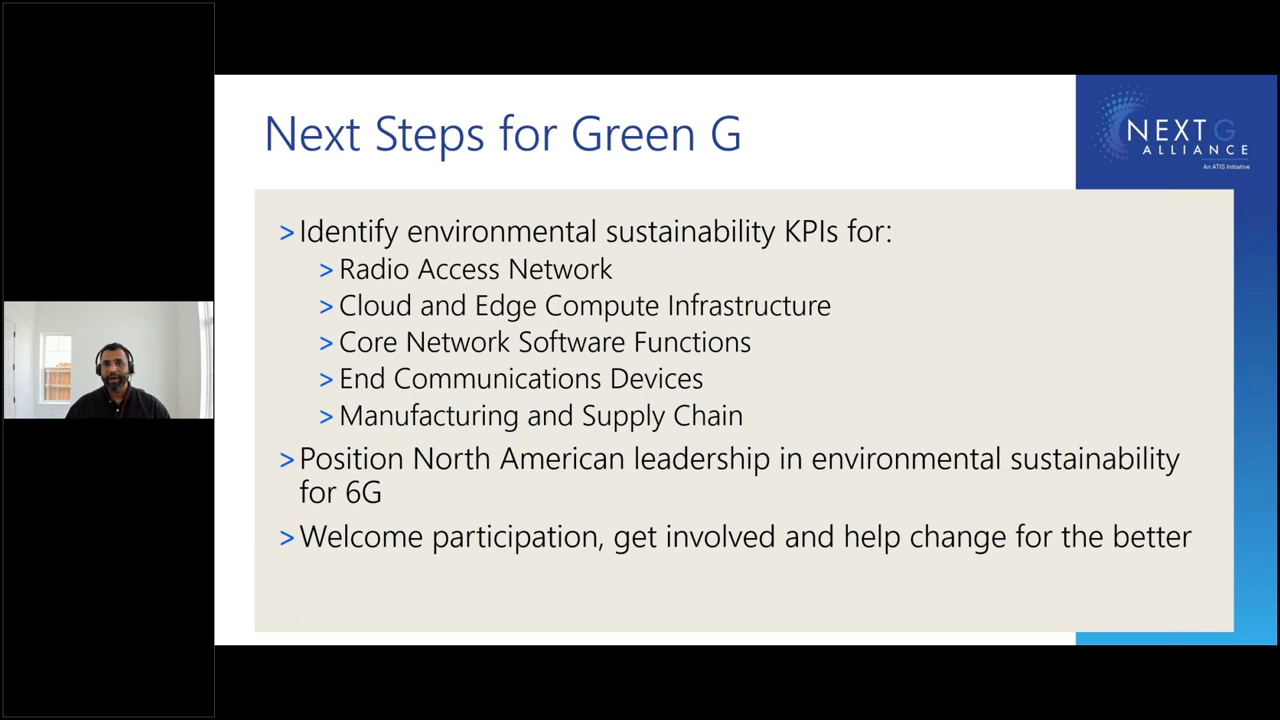 Next Steps for Green G
NEXTG
ALLIANCE
An ATIS Initiative
>Identify environmental sustainability KPIs for:
>Radio Access Network
>Cloud and Edge Compute Infrastructure
>Core Network Software Functions
>End Communications Devices
>Manufacturing and Supply Chain
>Position North American leadership in environmental sustainability
for 6G
>Welcome participation, get involved and help change for the better